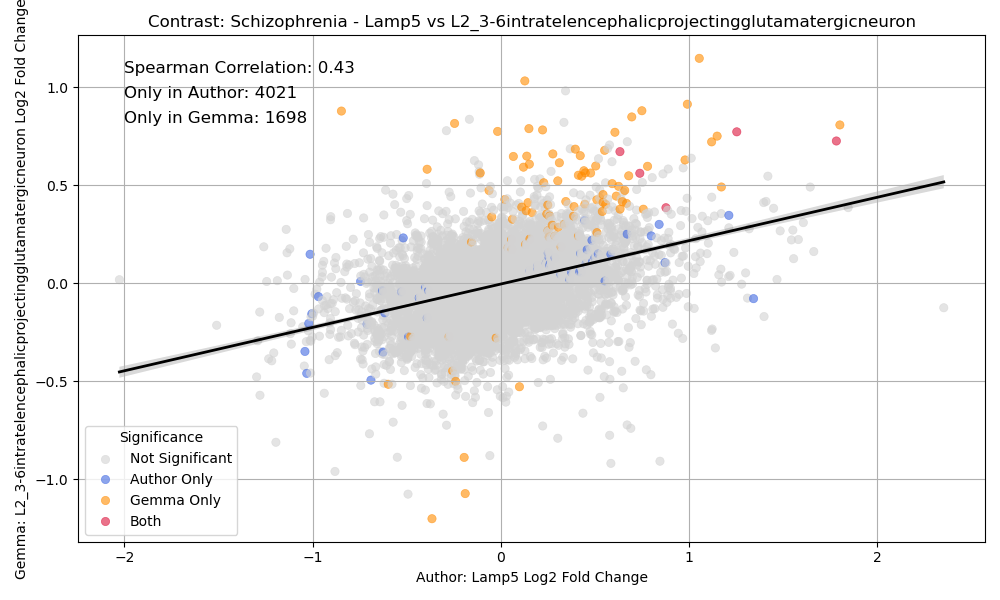 Contrast: Schizophrenia - Lamp5 vs L2_3-6intratelencephalicprojectingglutamatergicneuron
Gemma: L2_3-6intratelencephalicprojectingglutamatergicneuron Log2 Fold Change
1.0
0.5
0.0
−0.5
−1.0
Spearman Correlation: 0.43
Only in Author: 4021
Only in Gemma: 1698
Significance
Not Significant
Author Only
Gemma Only
Both
−2
−1
0
1
2
Author: Lamp5 Log2 Fold Change